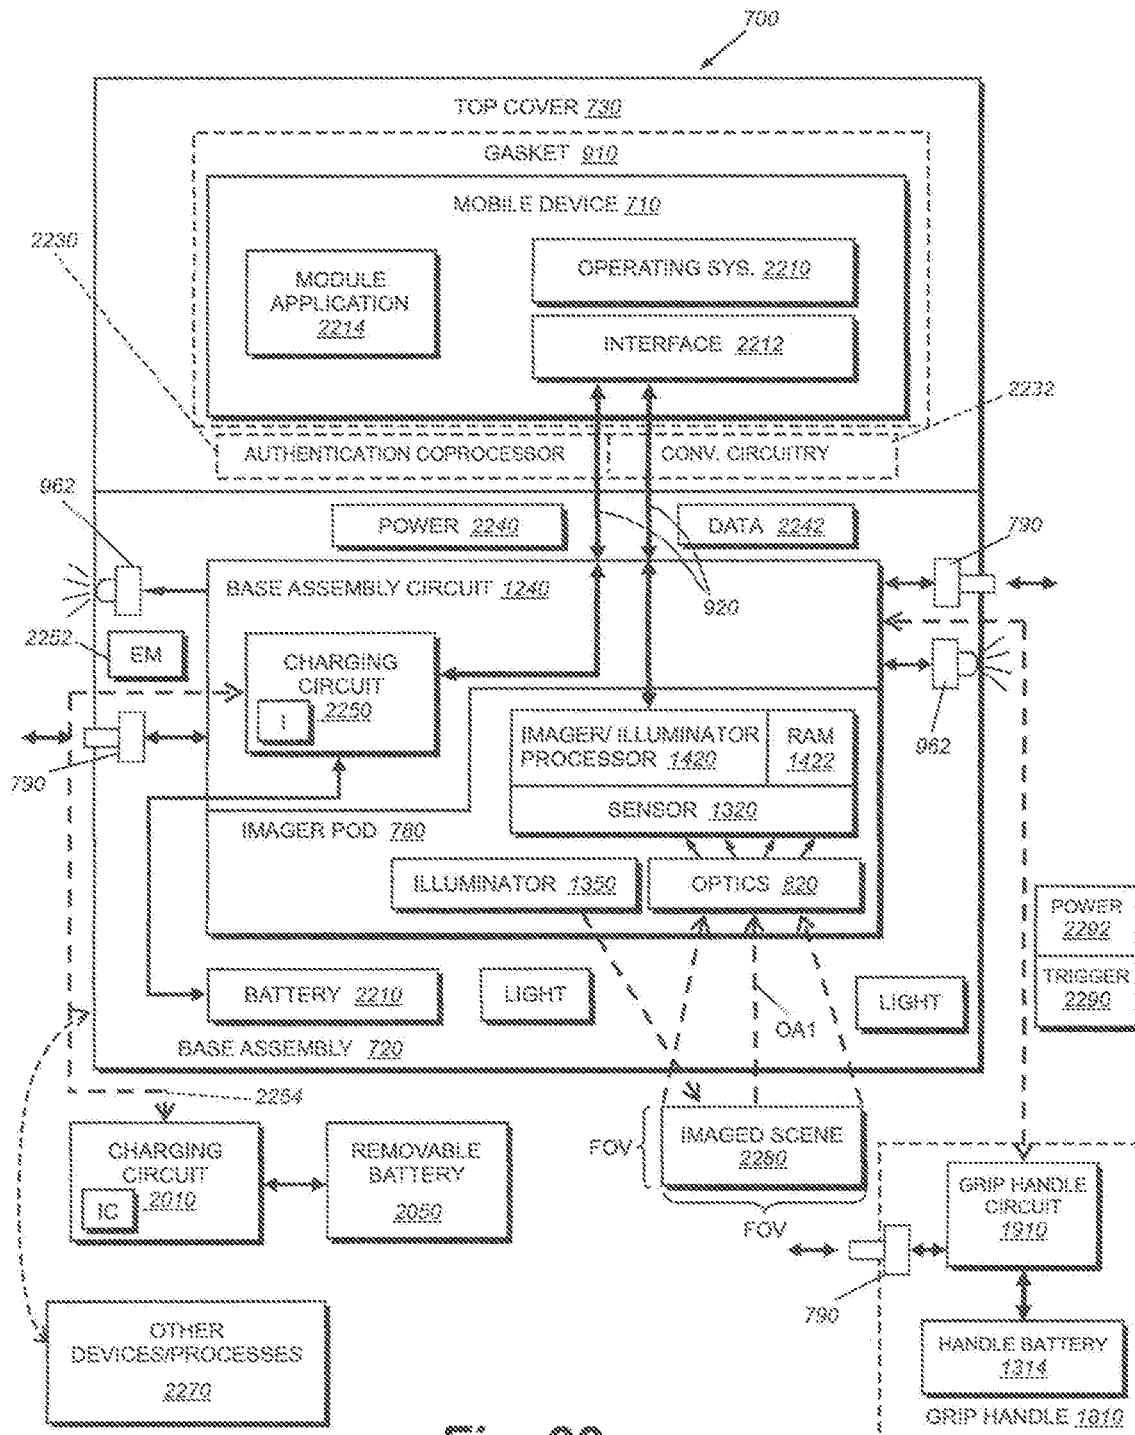 700
TOP COVER 730
GASKET 910
MOBILE DEVICE 710
2230
MODULE
APPLICATION
2214
OPERATING SYS. 2210
INTERFACE 2212
2232
AUTHENTICATION COPROCESSOR
CONV. CIRCUITRY
962
POWER 2240
DATA 2242
790
BASE ASSEMBLY CIRCUIT 1240
920
2252
EM
CHARGING
CIRCUIT
2250
I
962
790
IMAGER/ ILLUMINATOR
PROCESSOR 1420
RAM
1422
SENSOR 1320
IMAGER POD 760
ILLUMINATOR 1350
OPTICS 820
POWER
2292
TRIGGER
2290
BATTERY 2210
LIGHT
LIGHT
OA1
BASE ASSEMBLY 720
2254
CHARGING
CIRCUIT
2010
IC
REMOVABLE
BATTERY
2050
FOV
IMAGED SCENE
2280
FOV
GRIP HANDLE
CIRCUIT
1910
790
OTHER
DEVICES/PROCESSES
2270
HANDLE BATTERY
1314
GRIP HANDLE 1810